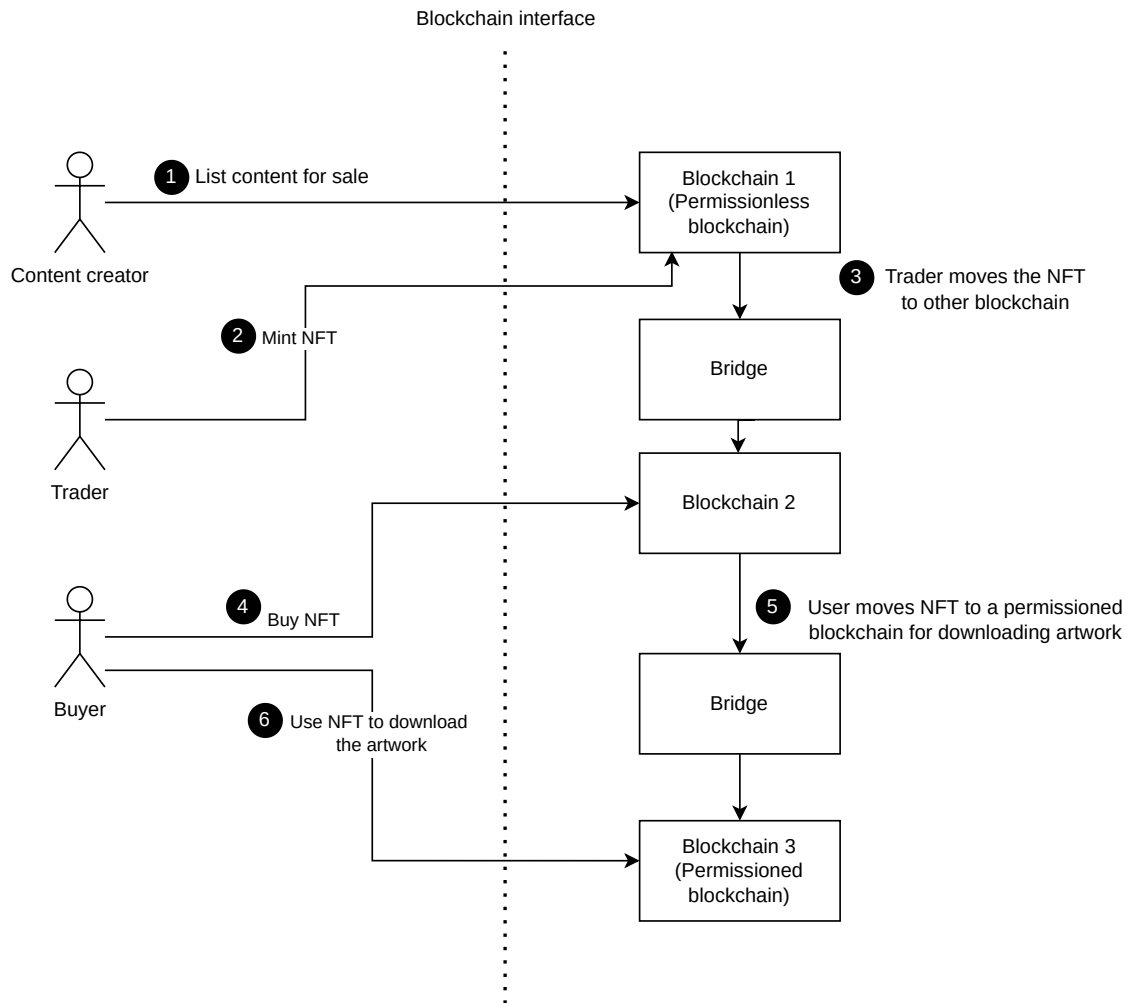 Blockchain interface
1 List content for sale
Blockchain 1
(Permissionless
blockchain)
Content creator
3 Trader moves the NFT
to other blockchain
2 Mint NFT
Bridge
Trader
Blockchain 2
4 Buy NFT
5 User moves NFT to a permissioned
blockchain for downloading artwork
Buyer
Bridge
6 Use NFT to download
the artwork
Blockchain 3
(Permissioned
blockchain)